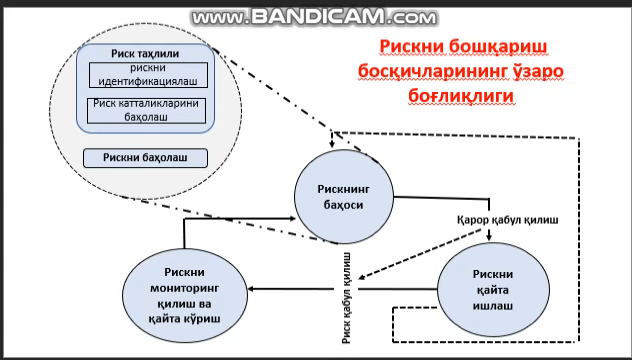 www.BANDICAM.com
Рискни бошқариш
босқичларининг ўзаро
боғлиқлиги
Риск таҳлили
рискни
идентификациялаш
Риск катталикларини
баҳолаш
Рискни баҳолаш
Рискнинг
баҳоси
Қарор қабул қилиш
Рискни
мониторинг
қилиш ва
қайта кўриш
Риск қабул қилиш
Рискни
қайта
ишлаш